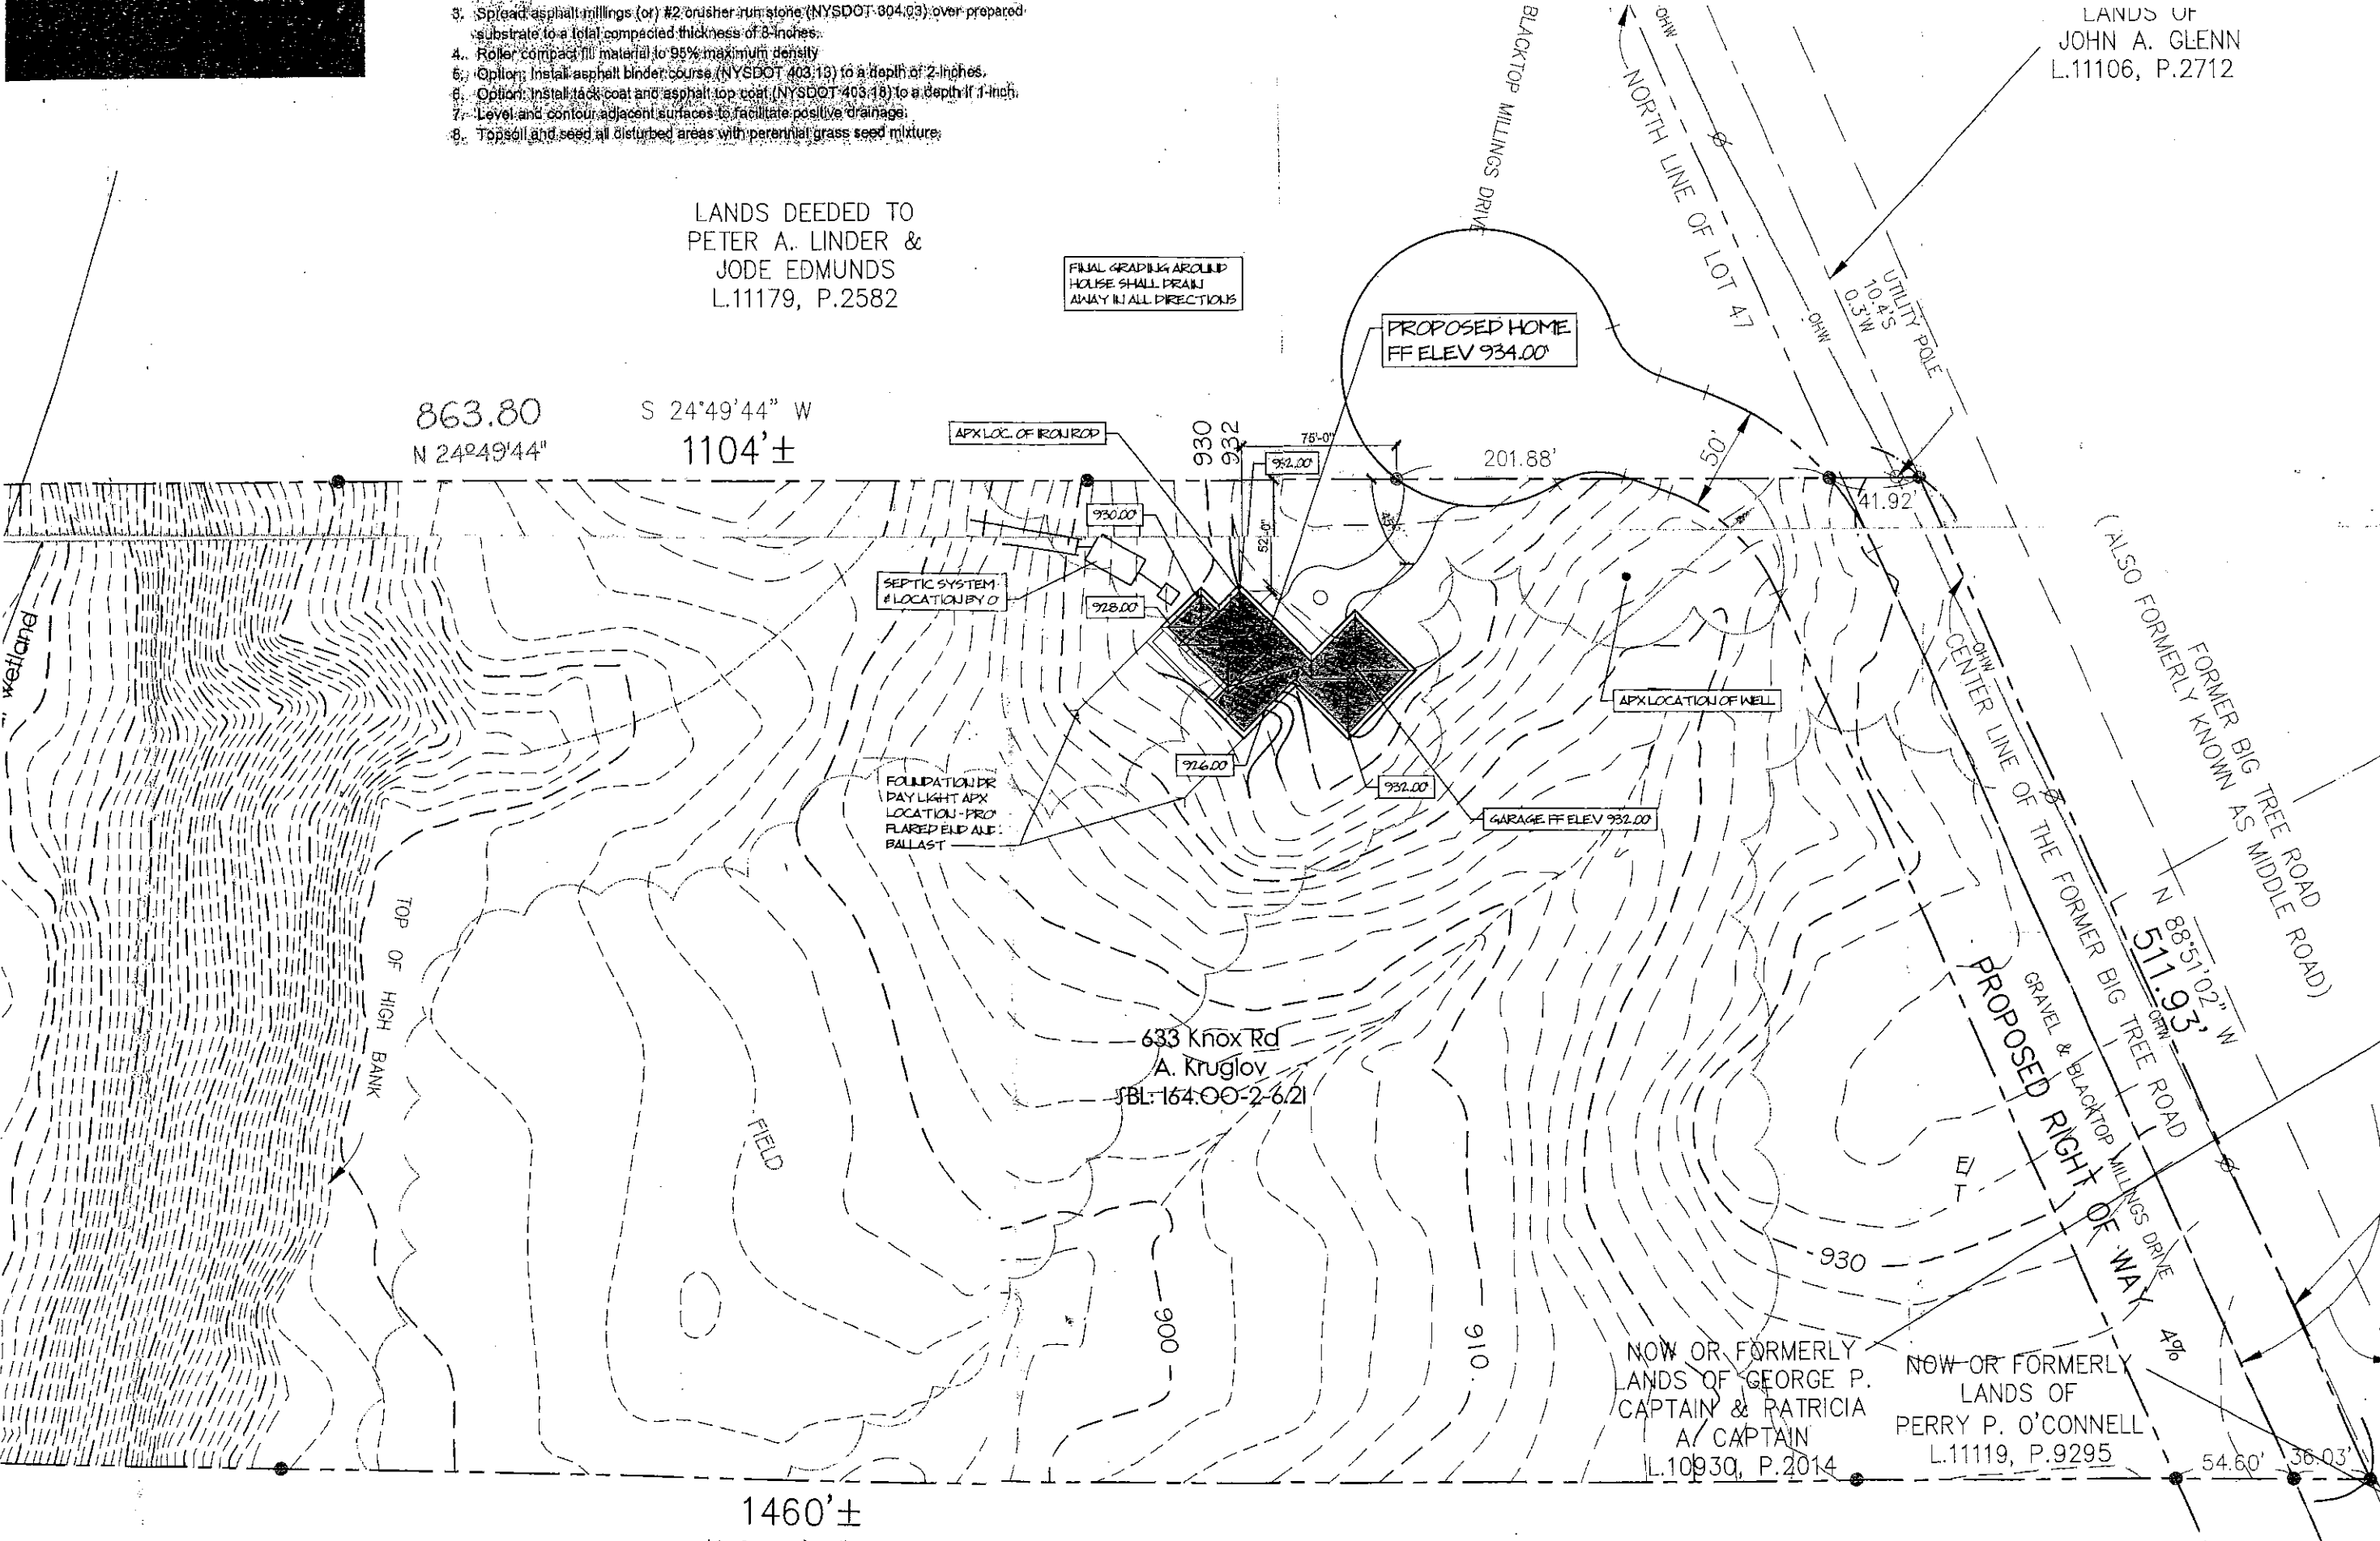 3. Spread asphalt millings (or) #2 crusher run stone (NYSDOT 304.03) over prepared
substrate to a total compacted thickness of 8-inches.
4. Roller compact fill material to 95% maximum density
5. Option: Install asphalt binder course (NYSDOT 403.13) to a depth of 2-inches.
6. Option: Install tack coat and asphalt top coat (NYSDOT 403.18) to a depth if 1-inch.
7. Level and contour adjacent surfaces to facilitate positive drainage.
8. Topsoil and seed all disturbed areas with perennial grass seed mixture.
LANDS OF
JOHN A. GLENN
L.11106, P.2712
BLACKTOP MILLINGS DRIVE
OHW
NORTH LINE OF LOT 47
OHW
UTILITY POLE
10.4'S
0.3'W
LANDS DEEDED TO
PETER A. LINDER &
JODE EDMUNDS
L.11179, P.2582
FINAL GRADING AROUND
HOUSE SHALL DRAIN
AWAY IN ALL DIRECTIONS
PROPOSED HOME
FF ELEV 934.00'
863.80
N 24º49'44"
S 24°49'44" W
1104'±
APX LOC. OF IRON ROD
930
932
75'-0"
932.00'
201.88'
50'
41.92'
930.00'
52'-0"
45°
SEPTIC SYSTEM
# LOCATION BY O
928.00'
wetland
APX LOCATION OF WELL
OHW
CENTER LINE OF THE FORMER BIG TREE ROAD
FORMER BIG TREE ROAD
(ALSO FORMERLY KNOWN AS MIDDLE ROAD)
926.00'
932.00'
GARAGE FF ELEV 932.00'
FOUNDATION DR
DAY LIGHT APX
LOCATION - PRO
FLARED END AND
BALLAST
TOP OF HIGH BANK
N 88°51'02" W
511.93'
OHW
GRAVEL & BLACKTOP MILLINGS DRIVE
PROPOSED RIGHT OF WAY
4%
633 Knox Rd
A. Kruglov
SBL: 164.00-2-6.21
FIELD
E/
T
930
900
910
NOW OR FORMERLY
LANDS OF GEORGE P.
CAPTAIN & PATRICIA
A. CAPTAIN
L.10930, P.2014
NOW OR FORMERLY
LANDS OF
PERRY P. O'CONNELL
L.11119, P.9295
54.60'
36.03'
1460'±